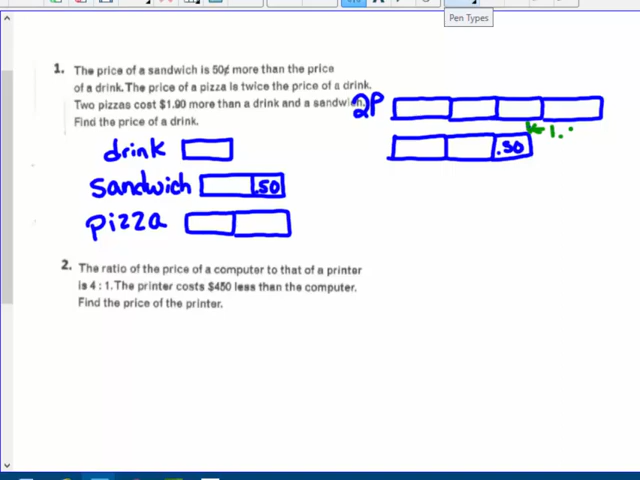 Pen Types
1. The price of a sandwich is 50¢ more than the price
of a drink. The price of a pizza is twice the price of a drink.
Two pizzas cost $1.90 more than a drink and a sandwich.
Find the price of a drink.
2P
1.
.50
drink
sandwich .50
pizza
2. The ratio of the price of a computer to that of a printer
is 4 : 1. The printer costs $450 less than the computer.
Find the price of the printer.